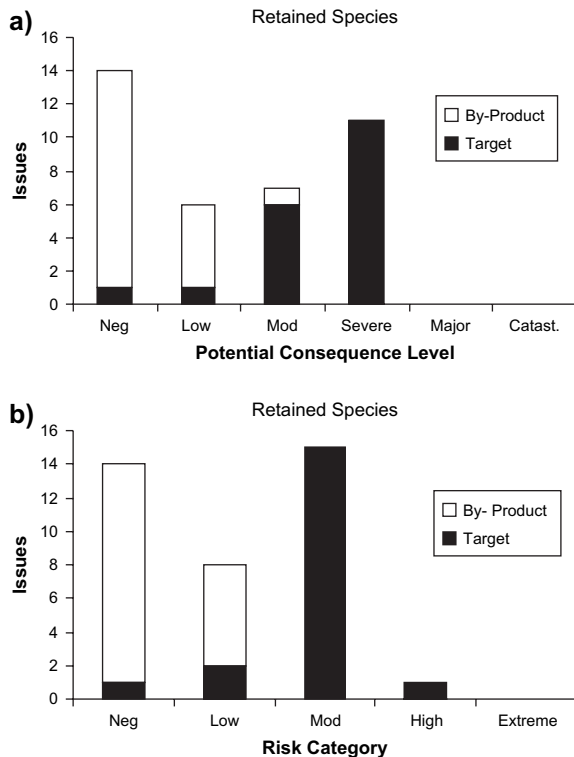 a)
Retained Species
16
14
12
10
8
6
4
2
0
Issues
By-Product
Target
Neg Low Mod Severe Major Catast.
Potential Consequence Level
b)
Retained Species
16
14
12
10
8
6
4
2
0
Issues
By- Product
Target
Neg Low Mod High Extreme
Risk Category